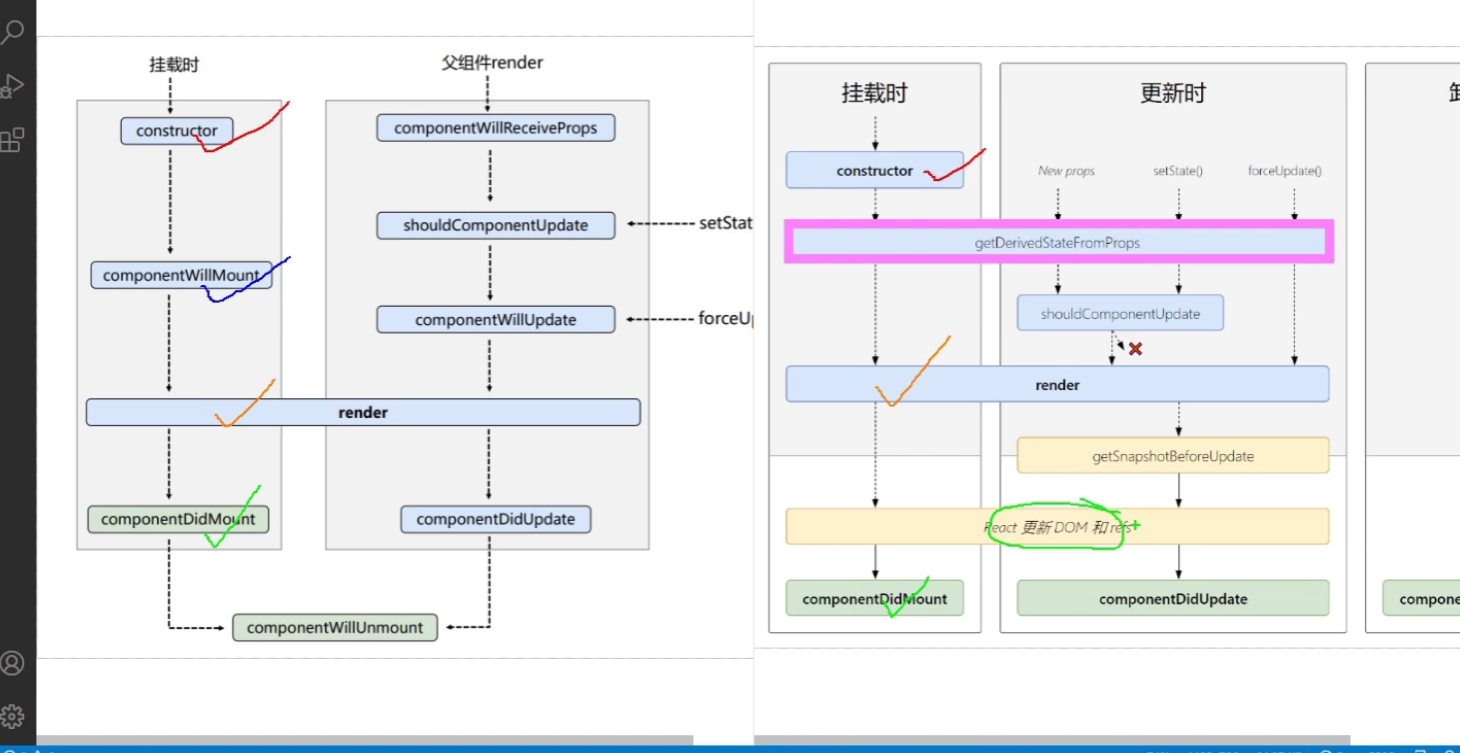 挂载时
父组件render
constructor
componentWillReceiveProps
shouldComponentUpdate
setStat
componentWillMount
componentWillUpdate
forceUp
render
componentDidMount
componentDidUpdate
componentWillUnmount
挂载时
更新时
constructor
New props
setState()
forceUpdate()
getDerivedStateFromProps
shouldComponentUpdate
render
getSnapshotBeforeUpdate
React 更新 DOM 和 refs
componentDidMount
componentDidUpdate
compone